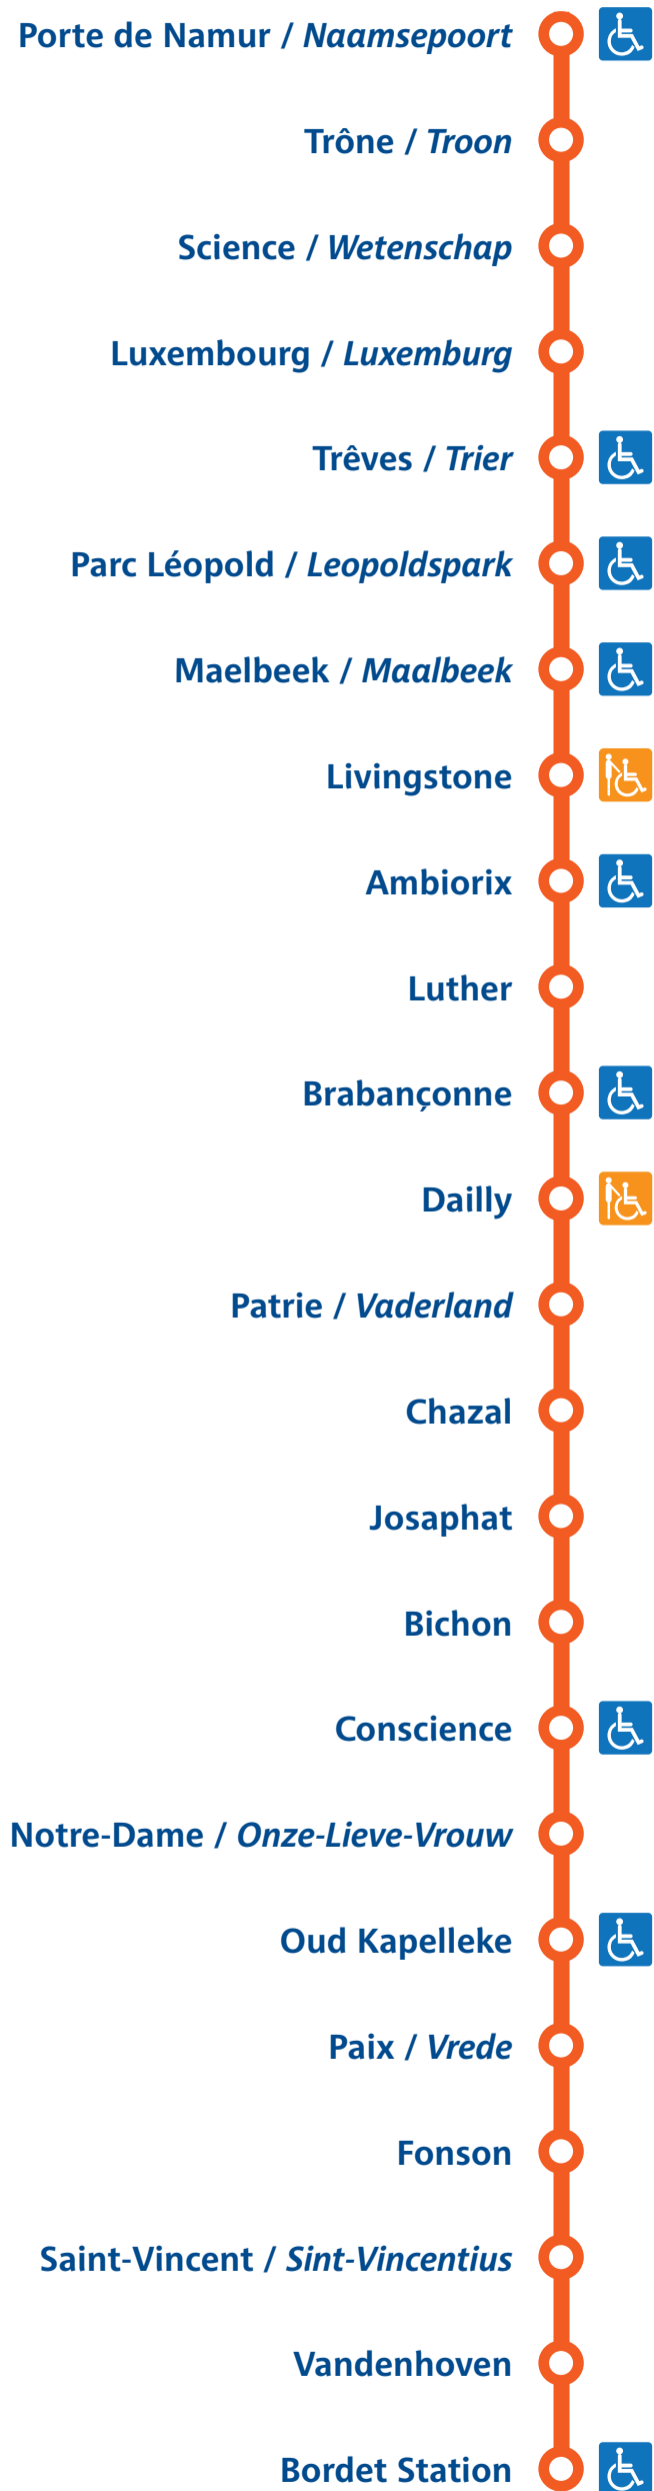 Porte de Namur / Naamsepoort
Trône / Troon
Science / Wetenschap
Luxembourg / Luxemburg
Trêves / Trier
Parc Léopold / Leopoldspark
Maelbeek / Maalbeek
Livingstone
Ambiorix
Luther
Brabançonne
Dailly
Patrie / Vaderland
Chazal
Josaphat
Bichon
Conscience
Notre-Dame / Onze-Lieve-Vrouw
Oud Kapelleke
Paix / Vrede
Fonson
Saint-Vincent / Sint-Vincentius
Vandenhoven
Bordet Station